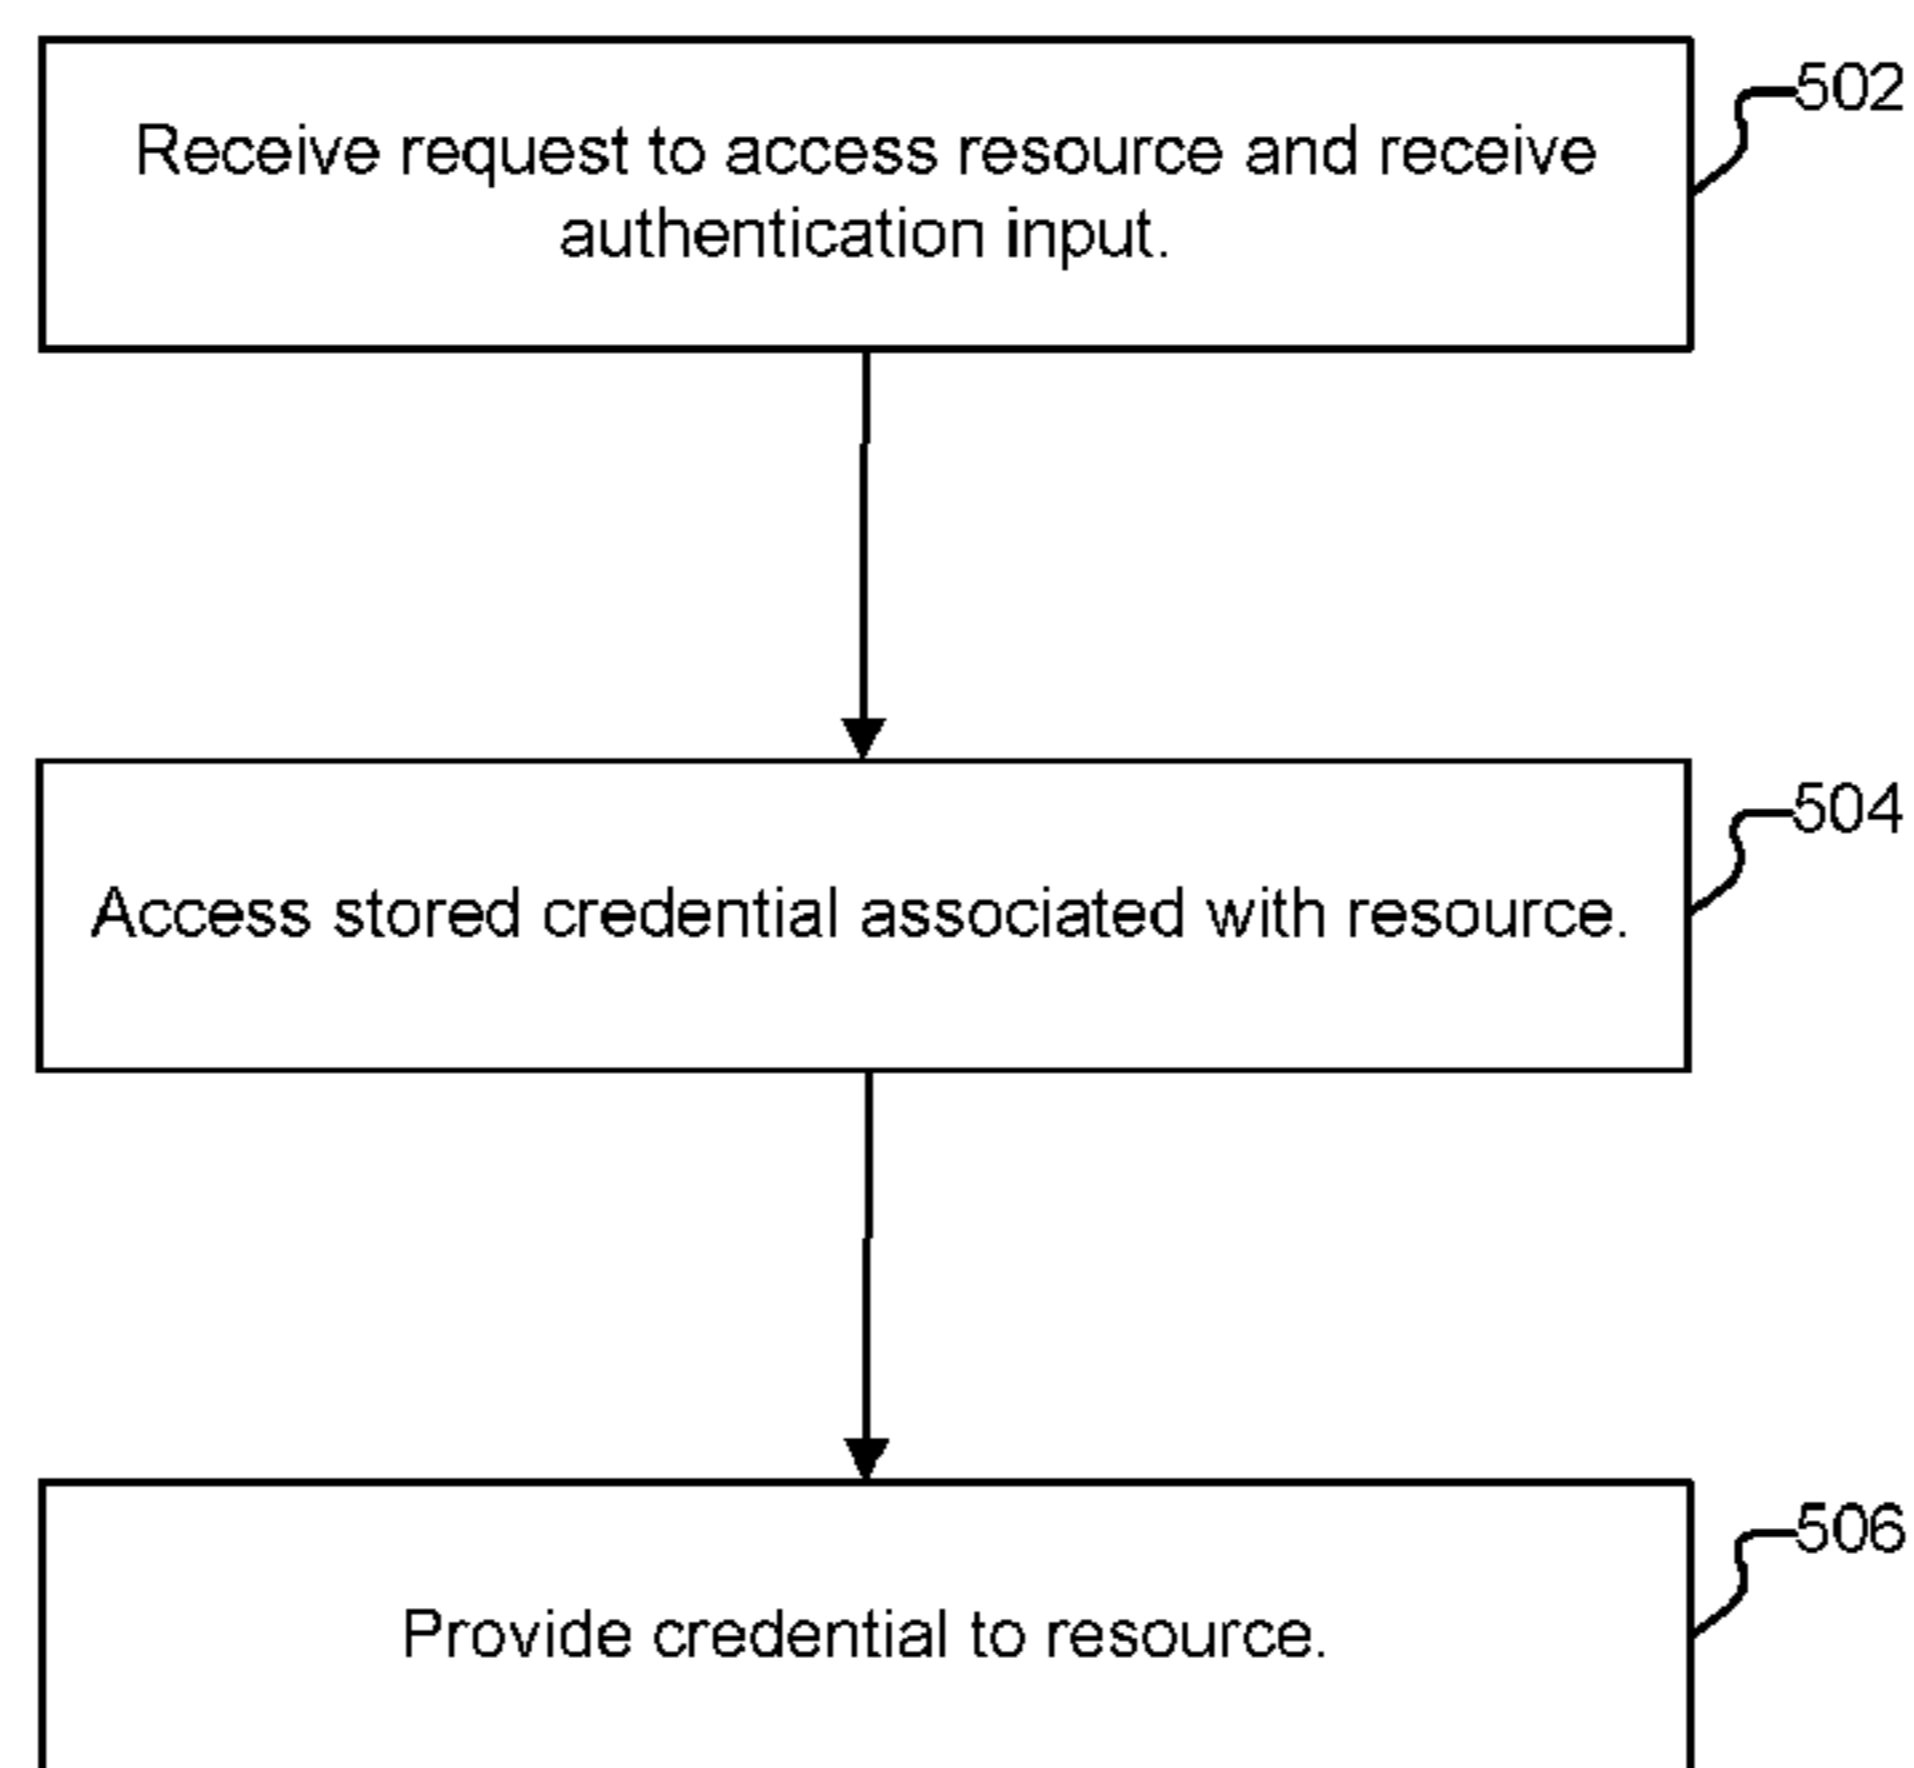 502
Receive request to access resource and receive
authentication input.
504
Access stored credential associated with resource.
506
Provide credential to resource.